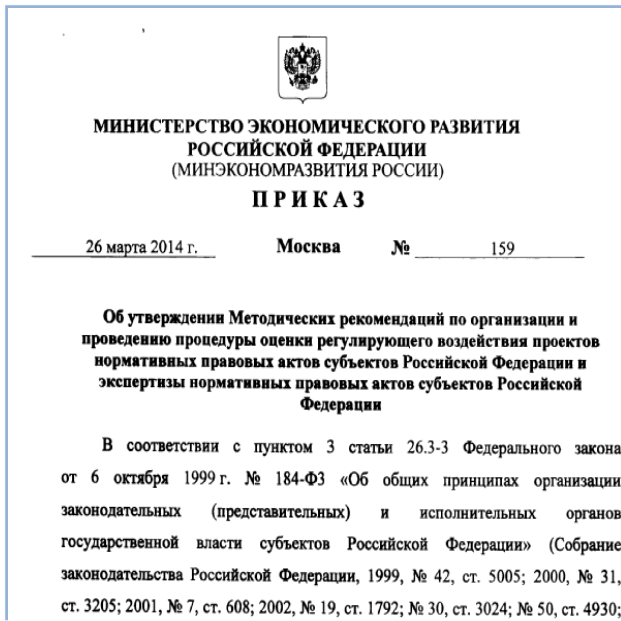 МИНИСТЕРСТВО ЭКОНОМИЧЕСКОГО РАЗВИТИЯ
РОССИЙСКОЙ ФЕДЕРАЦИИ
(МИНЭКОНОМРАЗВИТИЯ РОССИИ)
ПРИКАЗ
26 марта 2014 г. Москва № 159
Об утверждении Методических рекомендаций по организации и
проведению процедуры оценки регулирующего воздействия проектов
нормативных правовых актов субъектов Российской Федерации и
экспертизы нормативных правовых актов субъектов Российской
Федерации
В соответствии с пунктом 3 статьи 26.3-3 Федерального закона
от 6 октября 1999 г. № 184-ФЗ «Об общих принципах организации
законодательных (представительных) и исполнительных органов
государственной власти субъектов Российской Федерации» (Собрание
законодательства Российской Федерации, 1999, № 42, ст. 5005; 2000, № 31,
ст. 3205; 2001, № 7, ст. 608; 2002, № 19, ст. 1792; № 30, ст. 3024; № 50, ст. 4930;